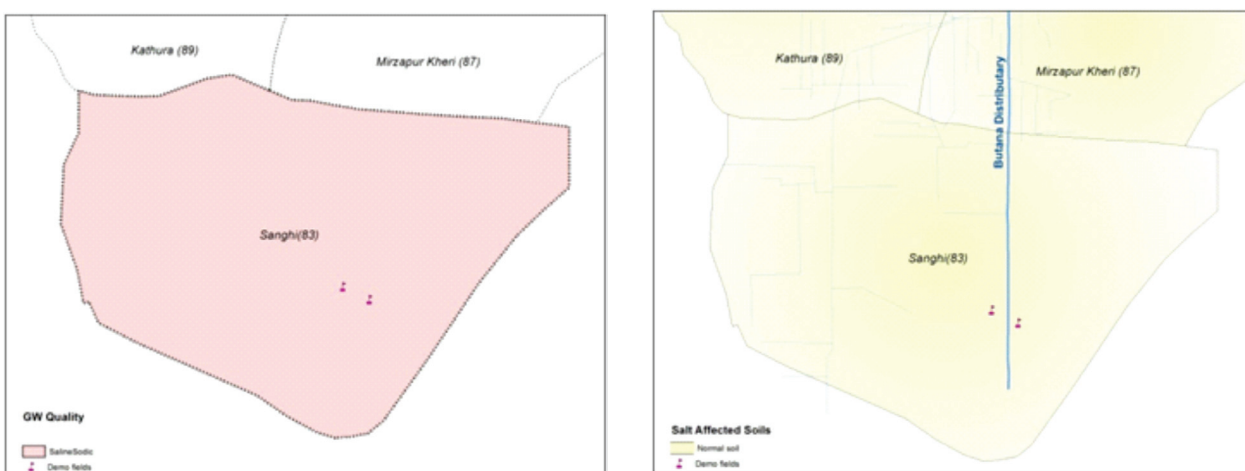 Kathura (89)
Mirzapur Kheri (87)
Sanghi(83)
GW Quality
SalineSodic
Demo fields
Kathura (89)
Mirzapur Kheri (87)
Butana Distributary
Sanghi(83)
Salt Affected Soils
Normal soil
Demo fields